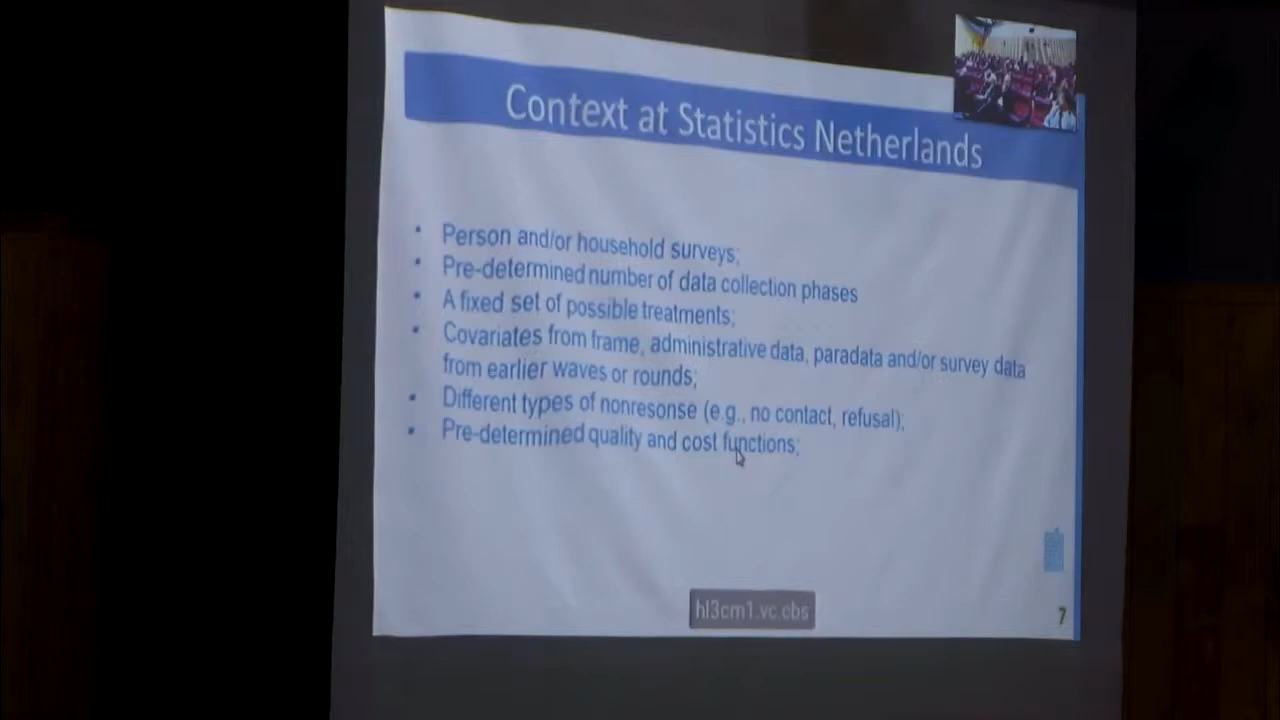 Context at Statistics Netherlands
• Person and/or household surveys;
• Pre-determined number of data collection phases
• A fixed set of possible treatments;
• Covariates from frame, administrative data, paradata and/or survey data
from earlier waves or rounds;
• Different types of nonresonse (e.g., no contact, refusal);
• Pre-determined quality and cost functions;
hl3cm1.vc.cbs
7